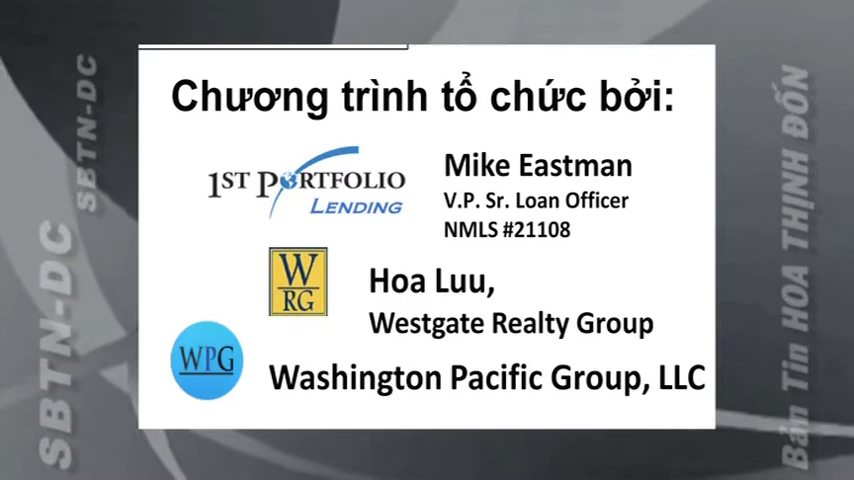 Chương trình tổ chức bởi:
1ST PORTFOLIO
LENDING
Mike Eastman
V.P. Sr. Loan Officer
NMLS #21108
W
RG
Hoa Luu,
Westgate Realty Group
WPG
Washington Pacific Group, LLC
SBTN-DC
SBTN-DC
Bản Tin HOA THỊNH ĐỐN